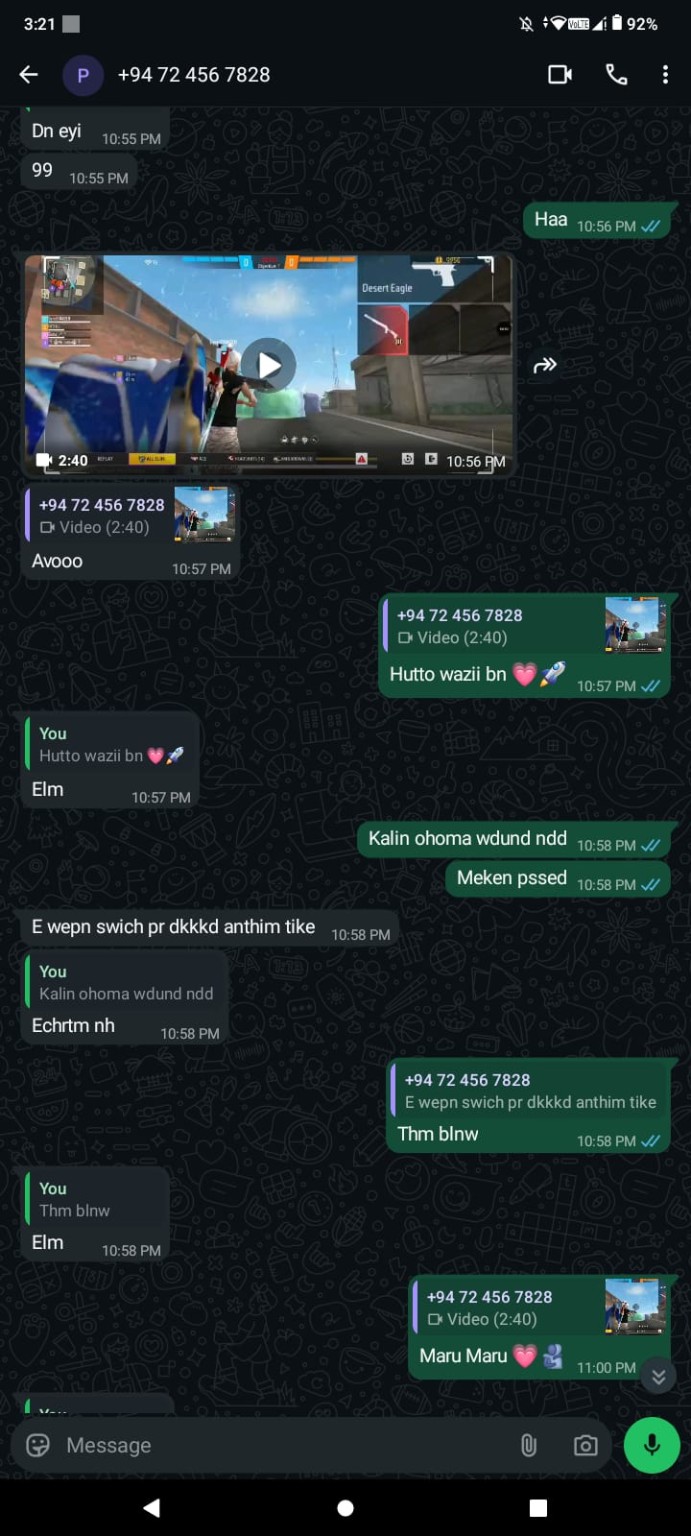 3:21
VoLTE 92%
P +94 72 456 7828
Dn eyi 10:55 PM
99 10:55 PM
Haa 10:56 PM
Desert Eagle
2:40 10:56 PM
+94 72 456 7828
Video (2:40)
Avooo 10:57 PM
+94 72 456 7828
Video (2:40)
Hutto wazii bn 💗🚀 10:57 PM
You
Hutto wazii bn 💗🚀
Elm 10:57 PM
Kalin ohoma wdund ndd 10:58 PM
Meken pssed 10:58 PM
E wepn swich pr dkkkd anthim tike 10:58 PM
You
Kalin ohoma wdund ndd
Echrtm nh 10:58 PM
+94 72 456 7828
E wepn swich pr dkkkd anthim tike
Thm blnw 10:58 PM
You
Thm blnw
Elm 10:58 PM
+94 72 456 7828
Video (2:40)
Maru Maru 💗🫂 11:00 PM
You
Message